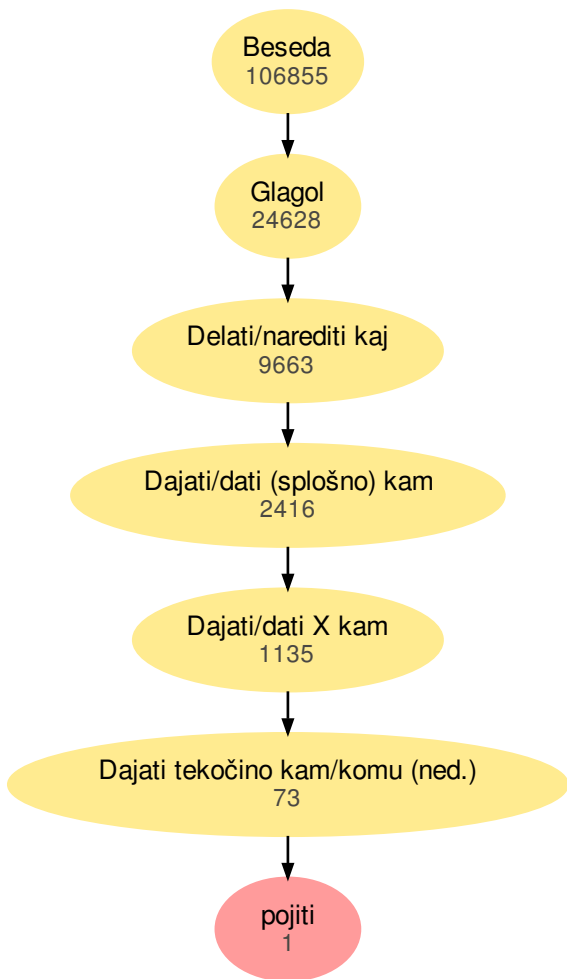 Beseda
106855
Glagol
24628
Delati/narediti kaj
9663
Dajati/dati (splošno) kam
2416
Dajati/dati X kam
1135
Dajati tekočino kam/komu (ned.)
73
pojiti
1